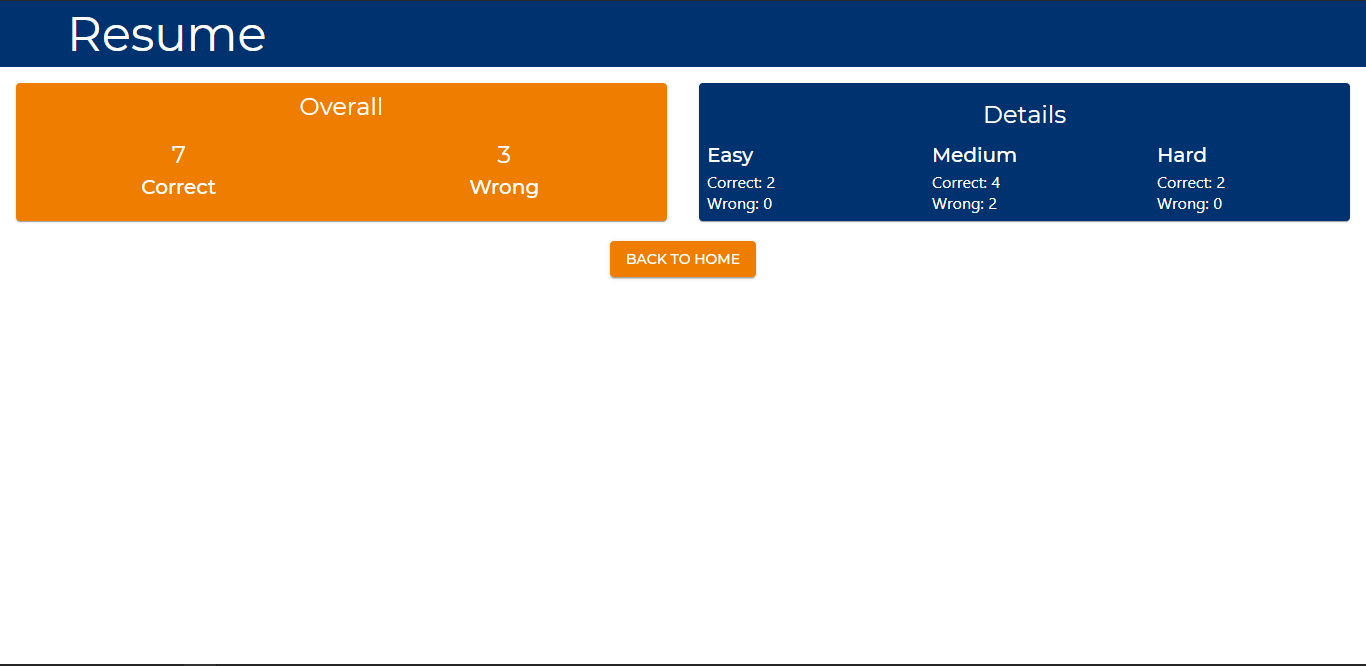 Resume
Overall
7
Correct
3
Wrong
Details
Easy
Correct: 2
Wrong: 0
Medium
Correct: 4
Wrong: 2
Hard
Correct: 2
Wrong: 0
BACK TO HOME